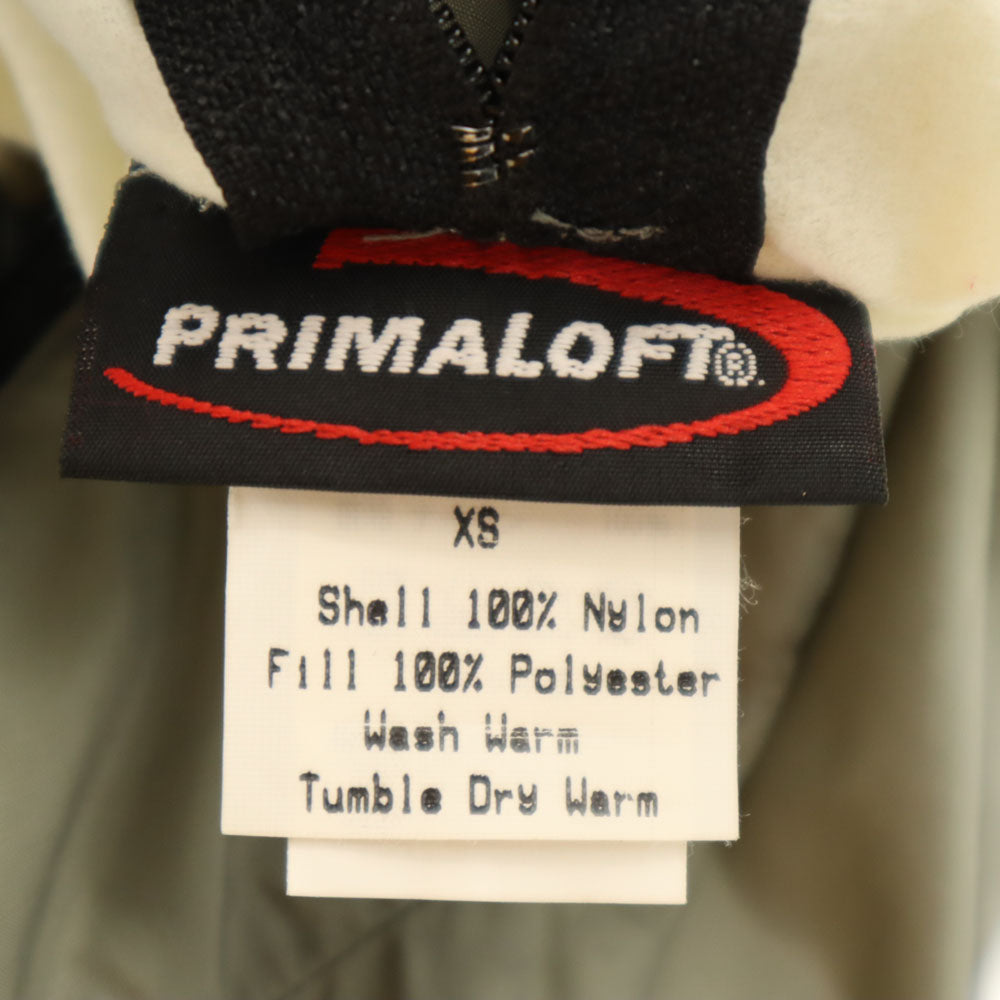 PRIMALOFT®
XS
Shell 100% Nylon
Fill 100% Polyester
Wash Warm
Tumble Dry Warm